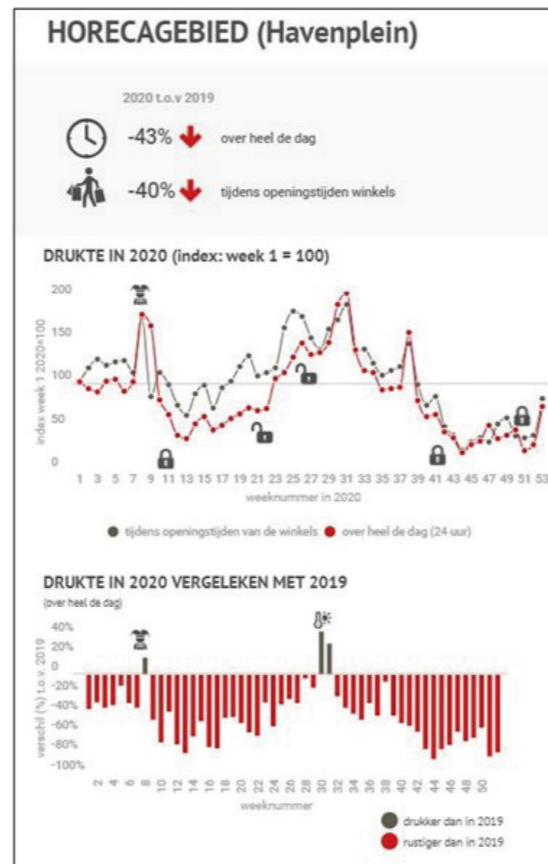 HORECAGEBIED (Havenplein)
2020 t.o.v 2019
-43% over heel de dag
-40% tijdens openingstijden winkels
DRUKTE IN 2020 (index: week 1 = 100)
200
150
100
50
0
index week 1 2020=100
1 3 5 7 9 11 13 15 17 19 21 23 25 27 29 31 33 35 37 39 41 43 45 47 49 51 53
weeknummer in 2020
tijdens openingstijden van de winkels over heel de dag (24 uur)
DRUKTE IN 2020 VERGELEKEN MET 2019
(over heel de dag)
40%
20%
0
-20%
-40%
-60%
-80%
-100%
verschil (%) t.o.v. 2019
2 4 6 8 10 12 14 16 18 20 22 24 26 28 30 32 34 36 38 40 42 44 46 48 50
weeknummer
drukker dan in 2019
rustiger dan in 2019